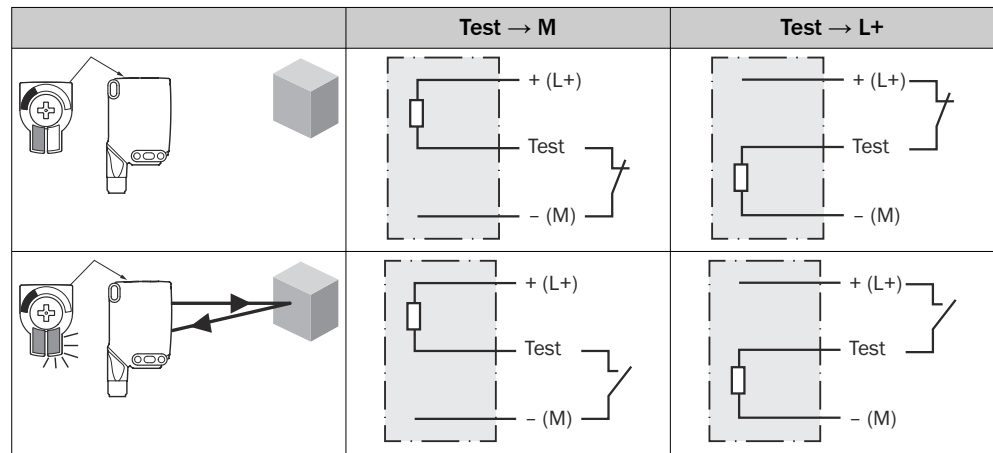 Test → M
Test → L+
+ (L+)
Test
– (M)
+ (L+)
Test
– (M)
+ (L+)
Test
– (M)
+ (L+)
Test
– (M)